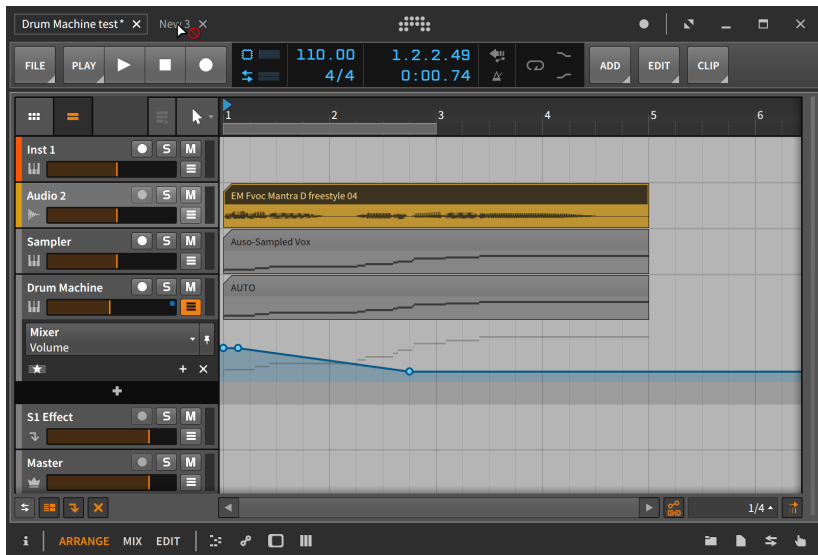 Drum Machine test*
New 3
FILE
PLAY
110.00
4/4
1.2.2.49
0:00.74
ADD
EDIT
CLIP
1 2 3 4 5 6
Inst 1
S M
Audio 2
S M
EM Fvoc Mantra D freestyle 04
Sampler
S M
Auso-Sampled Vox
Drum Machine
S M
AUTO
Mixer
Volume
S1 Effect
S M
Master
S M
1/4
i
ARRANGE
MIX
EDIT